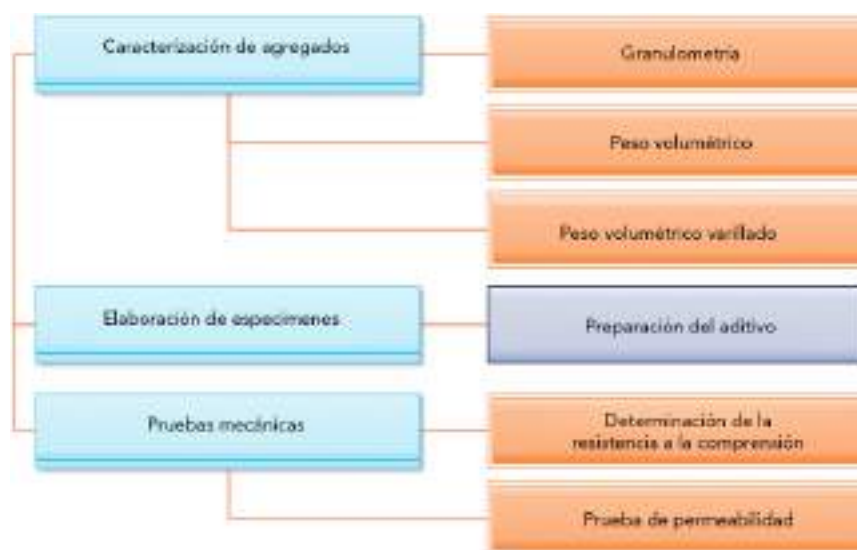 Caracterización de agregados
Granulometría
Peso volumétrico
Peso volumétrico varillado
Elaboración de especímenes
Preparación del aditivo
Pruebas mecánicas
Determinación de la
resistencia a la comprensión
Prueba de permeabilidad